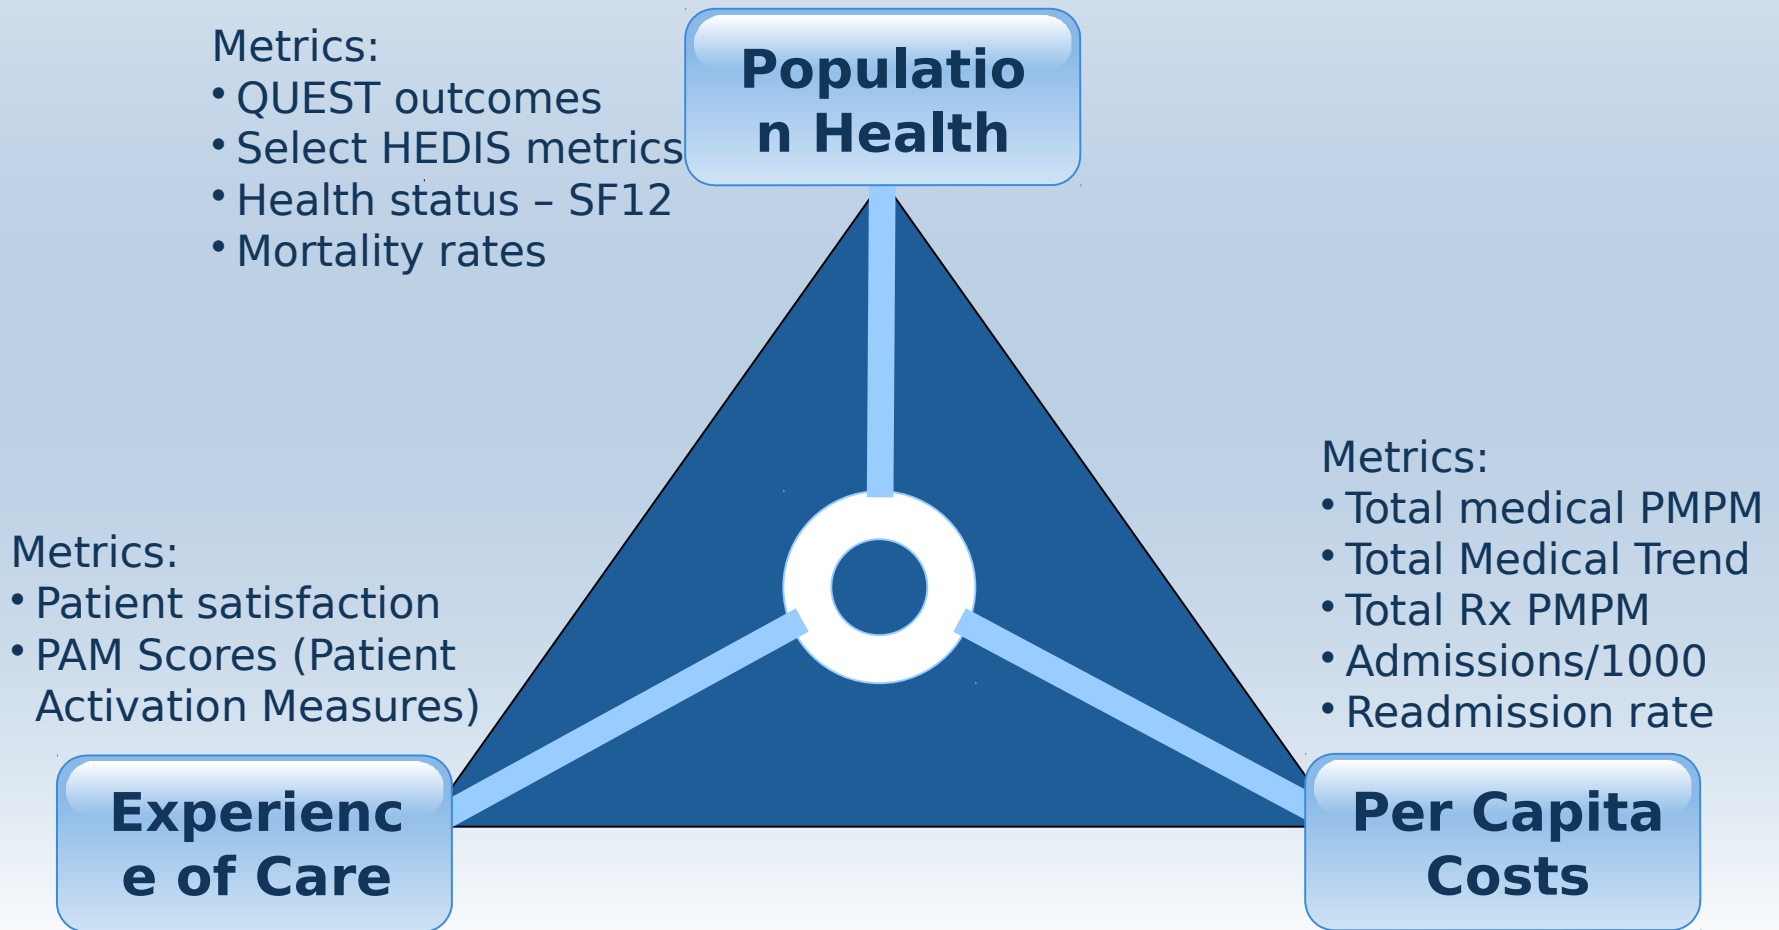 Metrics:
• QUEST outcomes
• Select HEDIS metrics
• Health status – SF12
• Mortality rates
Populatio
n Health
Metrics:
• Patient satisfaction
• PAM Scores (Patient
Activation Measures)
Experienc
e of Care
Metrics:
• Total medical PMPM
• Total Medical Trend
• Total Rx PMPM
• Admissions/1000
• Readmission rate
Per Capita
Costs